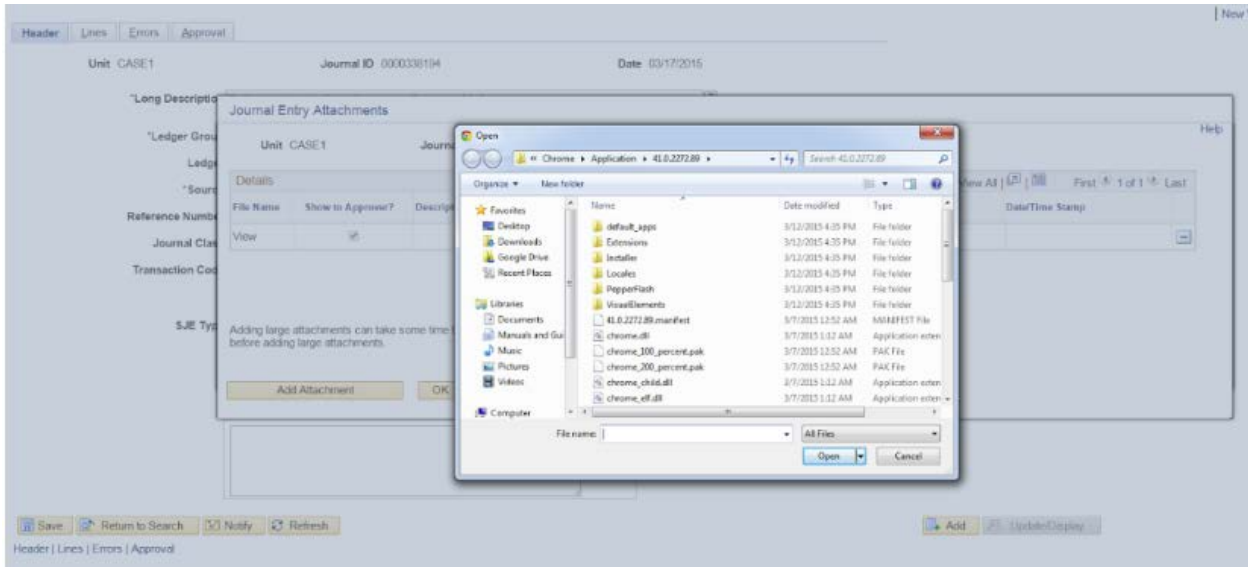 New
Header Lines Errors Approval
Unit CASE1 Journal ID 0000338194 Date 03/17/2015
*Long Descriptio
Journal Entry Attachments
Help
*Ledger Grou
Unit CASE1 Journ
Ledg
*Sourc
Details
View All First 1 of 1 Last
File Name Show to Approver? Descrip Date/Time Stamp
Reference Numbe
View
Journal Clas
Transaction Cod
SJE Typ
Adding large attachments can take some time
before adding large attachments.
Add Attachment OK
Open
« Chrome ▸ Application ▸ 41.0.2272.89 ▸ Search 41.0.2272.89
Organize New folder
Name Date modified Type
Favorites
Desktop
Downloads
Google Drive
Recent Places
Libraries
Documents
Manuals and Gui
Music
Pictures
Videos
Computer
default_apps 3/12/2015 4:35 PM File folder
Extensions 3/12/2015 4:35 PM File folder
Installer 3/12/2015 4:35 PM File folder
Locales 3/12/2015 4:35 PM File folder
PepperFlash 3/12/2015 4:35 PM File folder
VisualElements 3/12/2015 4:35 PM File folder
41.0.2272.89.manifest 3/7/2015 12:52 AM MANIFEST File
chrome.dll 3/7/2015 1:12 AM Application exten
chrome_100_percent.pak 3/7/2015 12:52 AM PAK File
chrome_200_percent.pak 3/7/2015 12:52 AM PAK File
chrome_child.dll 3/7/2015 1:12 AM Application exten
chrome_elf.dll 3/7/2015 1:12 AM Application exten
File name: All Files
Open Cancel
Save Return to Search Notify Refresh Add Update/Display
Header | Lines | Errors | Approval